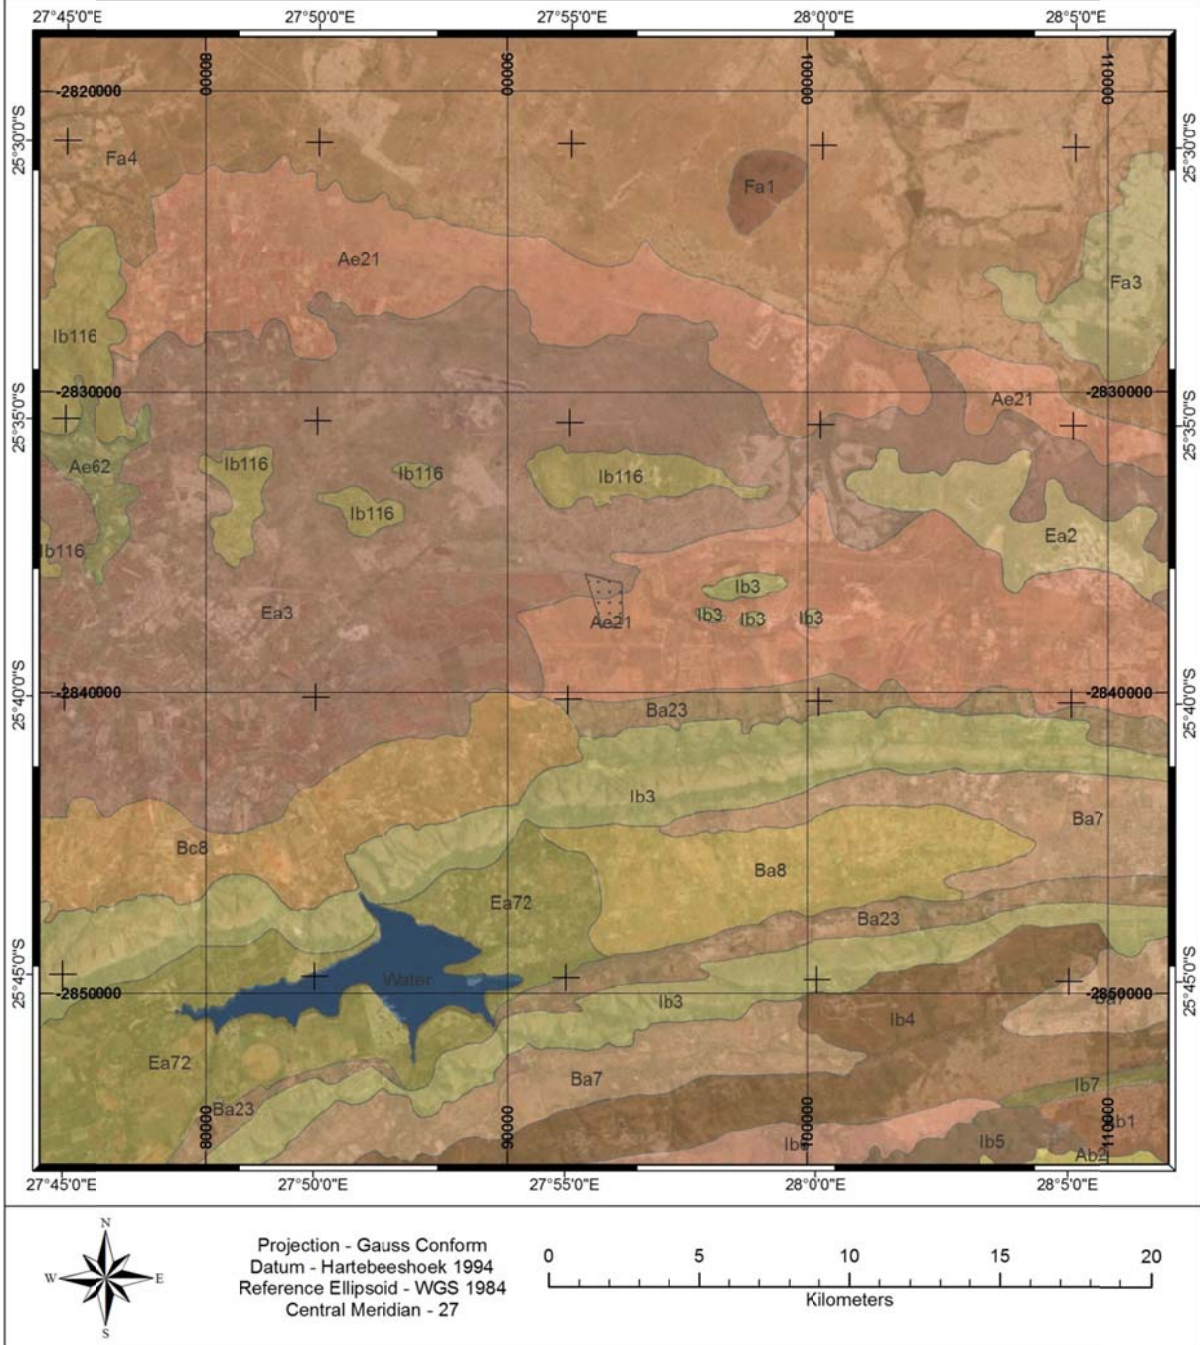 27°45'0"E 27°50'0"E 27°55'0"E 28°0'0"E 28°5'0"E
80000 90000 100000 110000
-2820000
25°30'0"S 25°30'0"S
Fa4
Fa1
Ae21
Fa3
Ib116
-2830000 -2830000
Ae21
25°35'0"S 25°35'0"S
Ae62 Ib116 Ib116 Ib116
Ib116
Ea2
Ib116
Ib3
Ea3 Ae21 Ib3 Ib3 Ib3
-2840000 -2840000
25°40'0"S 25°40'0"S
Ba23
Ib3
Ba7
Bc8
Ba8
Ea72
Ba23
25°45'0"S Water 25°45'0"S
-2850000 Ib3 -2850000
Ba7
Ib4
Ea72
Ba7
Ib7
Ba23
80000 90000 100000 110000
Ib5
27°45'0"E 27°50'0"E 27°55'0"E 28°0'0"E 28°5'0"E
N
W E
S
Projection - Gauss Conform
Datum - Hartebeeshoek 1994
Reference Ellipsoid - WGS 1984
Central Meridian - 27
0 5 10 15 20
Kilometers